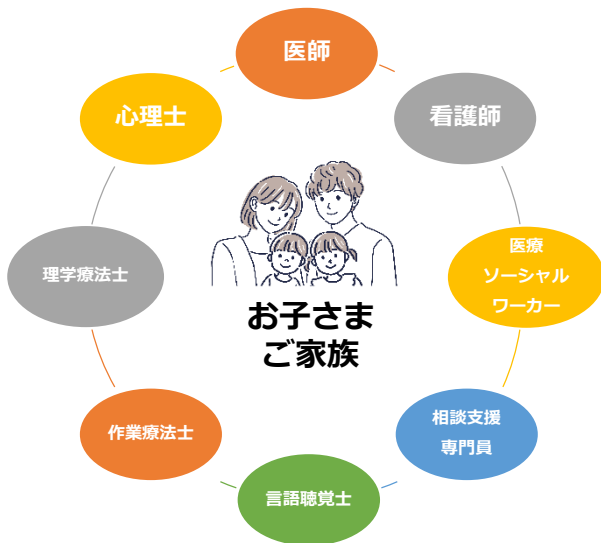 医師
看護師
医療
ソーシャル
ワーカー
相談支援
専門員
言語聴覚士
作業療法士
理学療法士
心理士
お子さま
ご家族